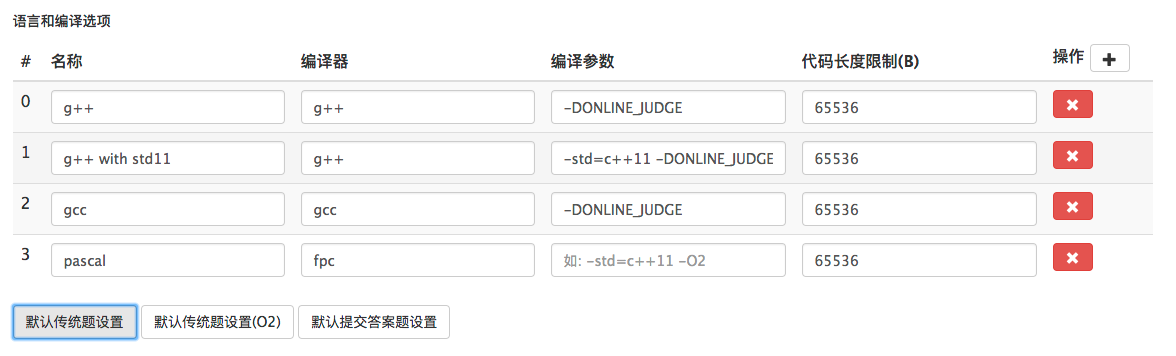 语言和编译选项
# 名称 编译器 编译参数 代码长度限制(B) 操作
0 g++ g++ -DONLINE_JUDGE 65536
1 g++ with std11 g++ -std=c++11 -DONLINE_JUDGE 65536
2 gcc gcc -DONLINE_JUDGE 65536
3 pascal fpc 如: -std=c++11 -O2 65536
默认传统题设置 默认传统题设置(O2) 默认提交答案题设置